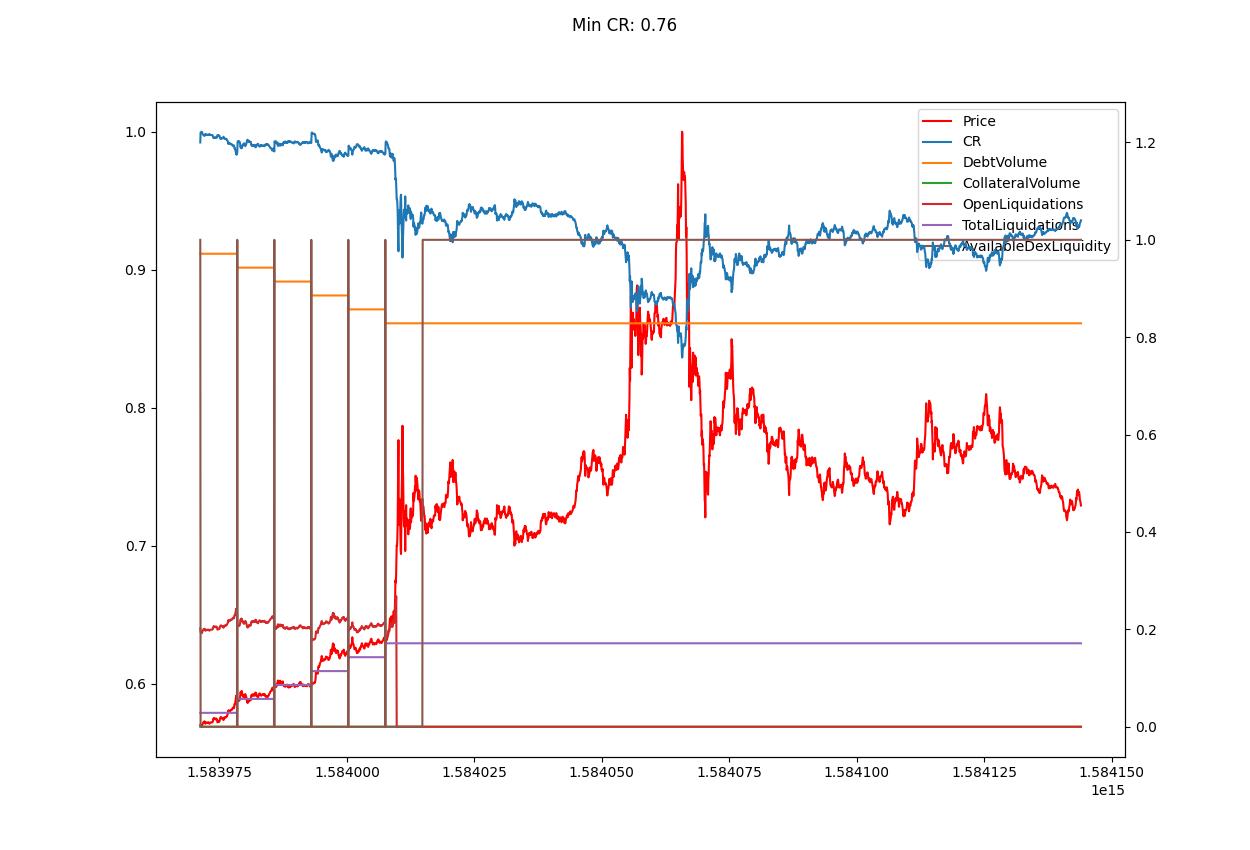 Min CR: 0.76
1.0
0.9
0.8
0.7
0.6
1.2
1.0
0.8
0.6
0.4
0.2
0.0
Price
CR
DebtVolume
CollateralVolume
OpenLiquidations
TotalLiquidations
AvailableDexLiquidity
1.583975 1.584000 1.584025 1.584050 1.584075 1.584100 1.584125 1.584150
1e15